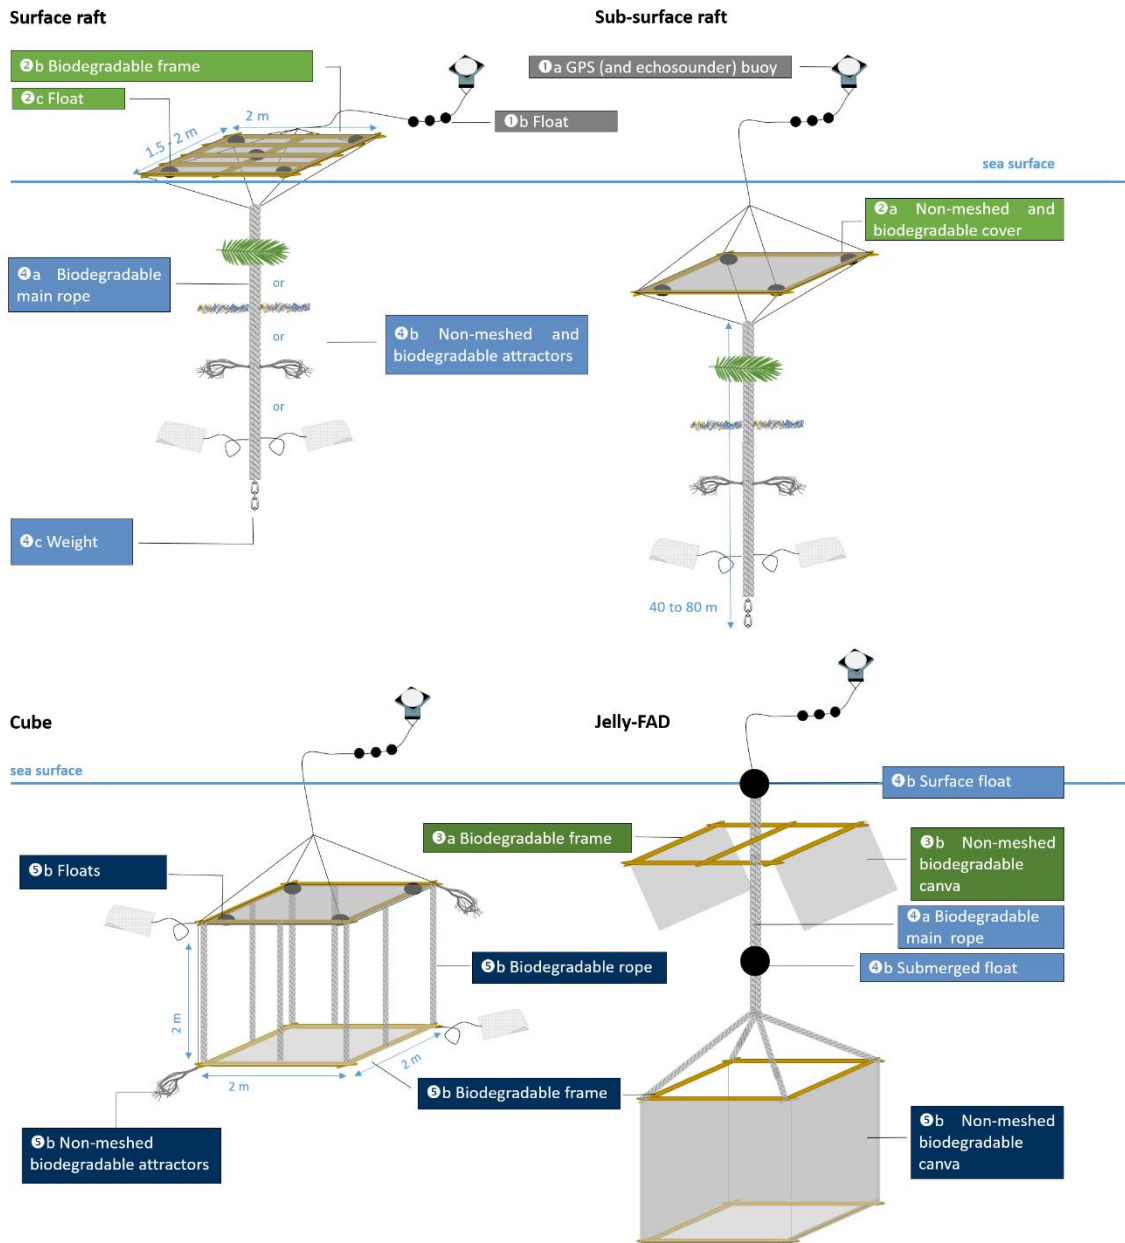 Surface raft
Sub-surface raft
❷b Biodegradable frame
❶a GPS (and echosounder) buoy
❷c Float
2 m
❶b Float
1.5 - 2 m
sea surface
❷a Non-meshed and
biodegradable cover
❹a Biodegradable
main rope
or
or
❹b Non-meshed and
biodegradable attractors
or
❹c Weight
40 to 80 m
Cube
Jelly-FAD
sea surface
❹b Surface float
❸a Biodegradable frame
❸b Non-meshed
biodegradable
canva
❺b Floats
❹a Biodegradable
main rope
❺b Biodegradable rope
❹b Submerged float
2 m
2 m
2 m
❺b Biodegradable frame
❺b Non-meshed
biodegradable attractors
❺b Non-meshed
biodegradable
canva